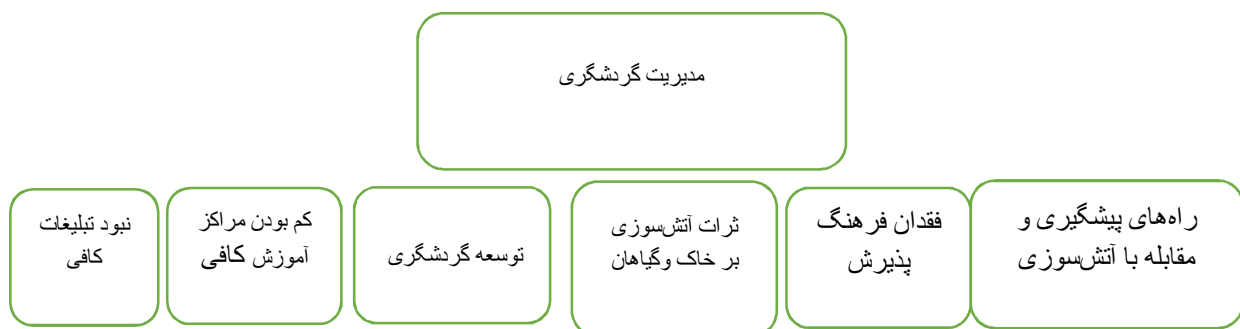 مدیریت گردشگری
راه‌های پیشگیری و
مقابله با آتش‌سوزی
فقدان فرهنگ
پذیرش
ثرات آتش‌سوزی
بر خاک وگیاهان
توسعه گردشگری
کم بودن مراکز
آموزش کافی
نبود تبلیغات
کافی